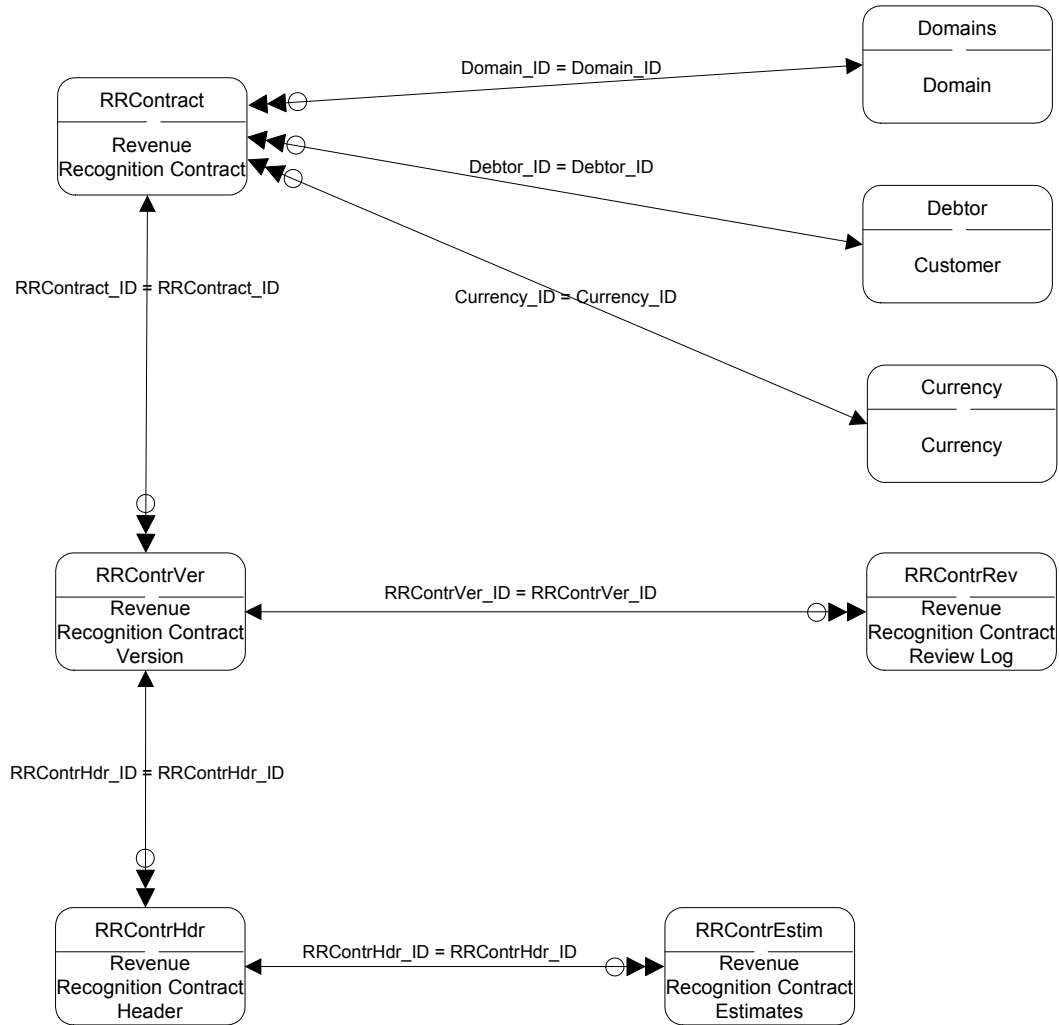 Domains
Domain
Domain_ID = Domain_ID
RRContract
Revenue
Recognition Contract
Debtor_ID = Debtor_ID
Debtor
Customer
RRContract_ID = RRContract_ID
Currency_ID = Currency_ID
Currency
Currency
RRContrVer
Revenue
Recognition Contract
Version
RRContrVer_ID = RRContrVer_ID
RRContrRev
Revenue
Recognition Contract
Review Log
RRContrHdr_ID = RRContrHdr_ID
RRContrHdr
Revenue
Recognition Contract
Header
RRContrHdr_ID = RRContrHdr_ID
RRContrEstim
Revenue
Recognition Contract
Estimates